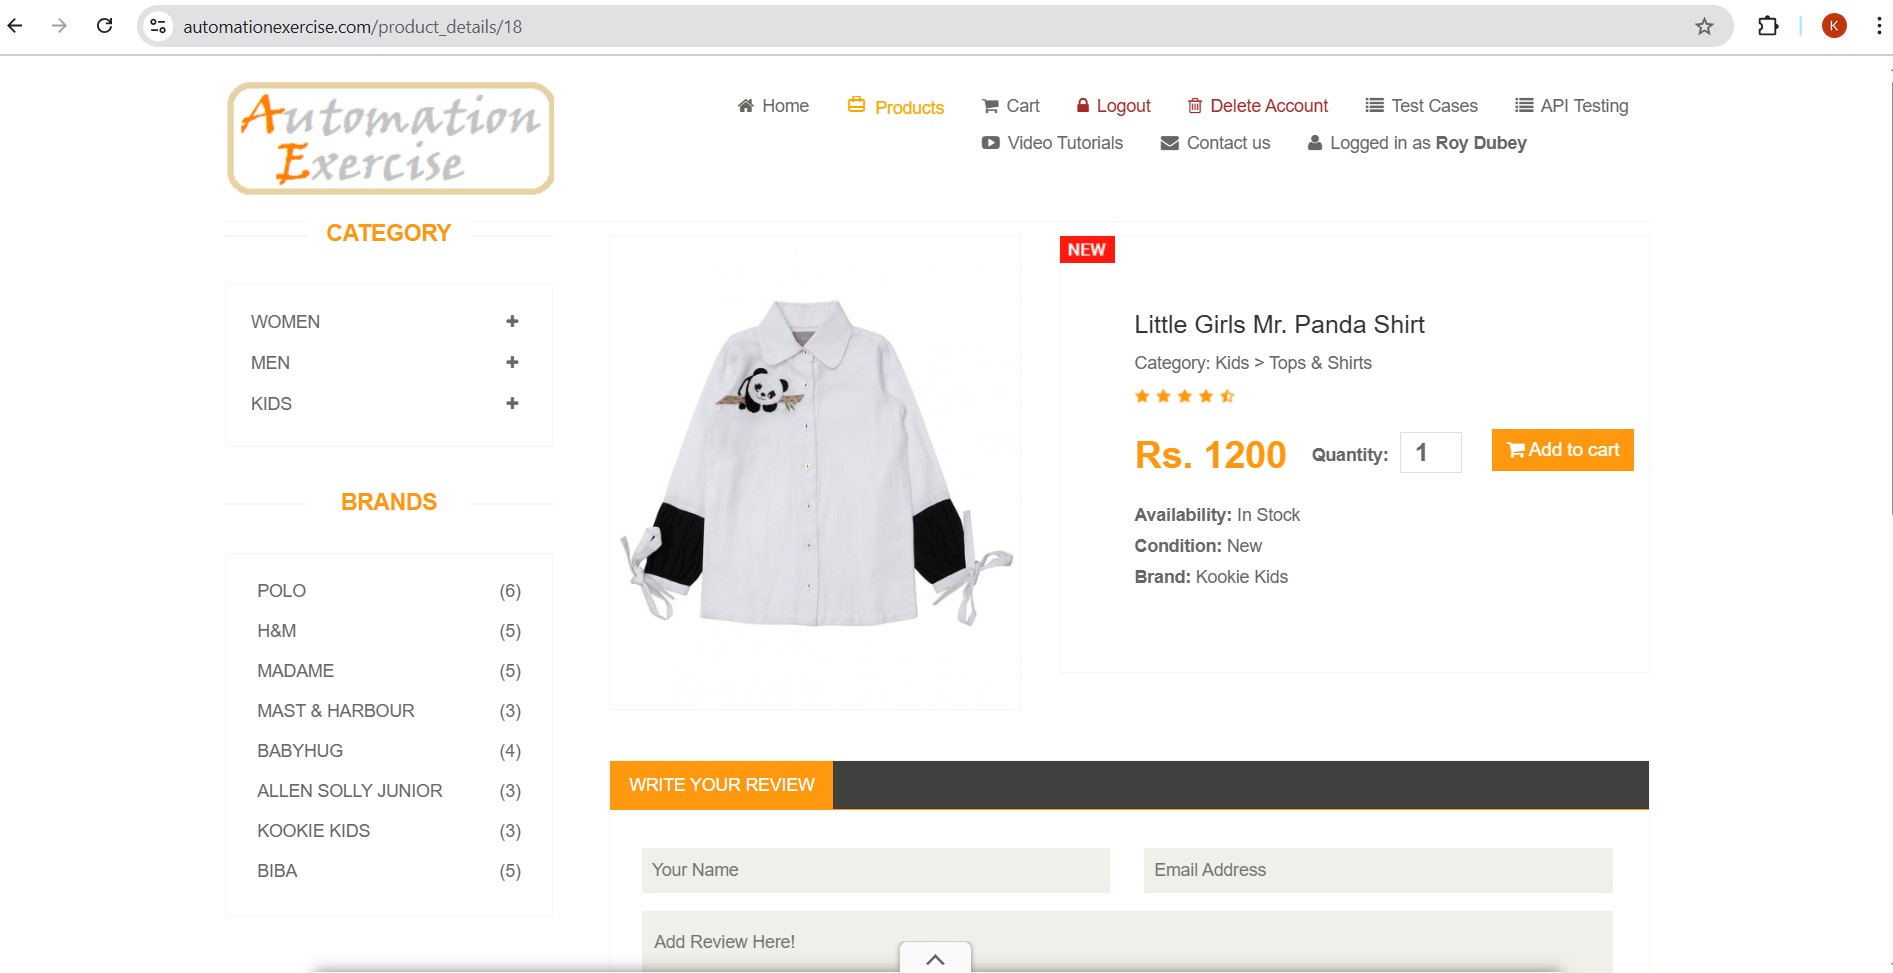 automationexercise.com/product_details/18
K
Automation
Exercise
Home Products Cart Logout Delete Account Test Cases API Testing
Video Tutorials Contact us Logged in as Roy Dubey
CATEGORY
WOMEN
MEN
KIDS
BRANDS
POLO (6)
H&M (5)
MADAME (5)
MAST & HARBOUR (3)
BABYHUG (4)
ALLEN SOLLY JUNIOR (3)
KOOKIE KIDS (3)
BIBA (5)
NEW
Little Girls Mr. Panda Shirt
Category: Kids > Tops & Shirts
Rs. 1200 Quantity: 1 Add to cart
Availability: In Stock
Condition: New
Brand: Kookie Kids
WRITE YOUR REVIEW
Your Name Email Address
Add Review Here!